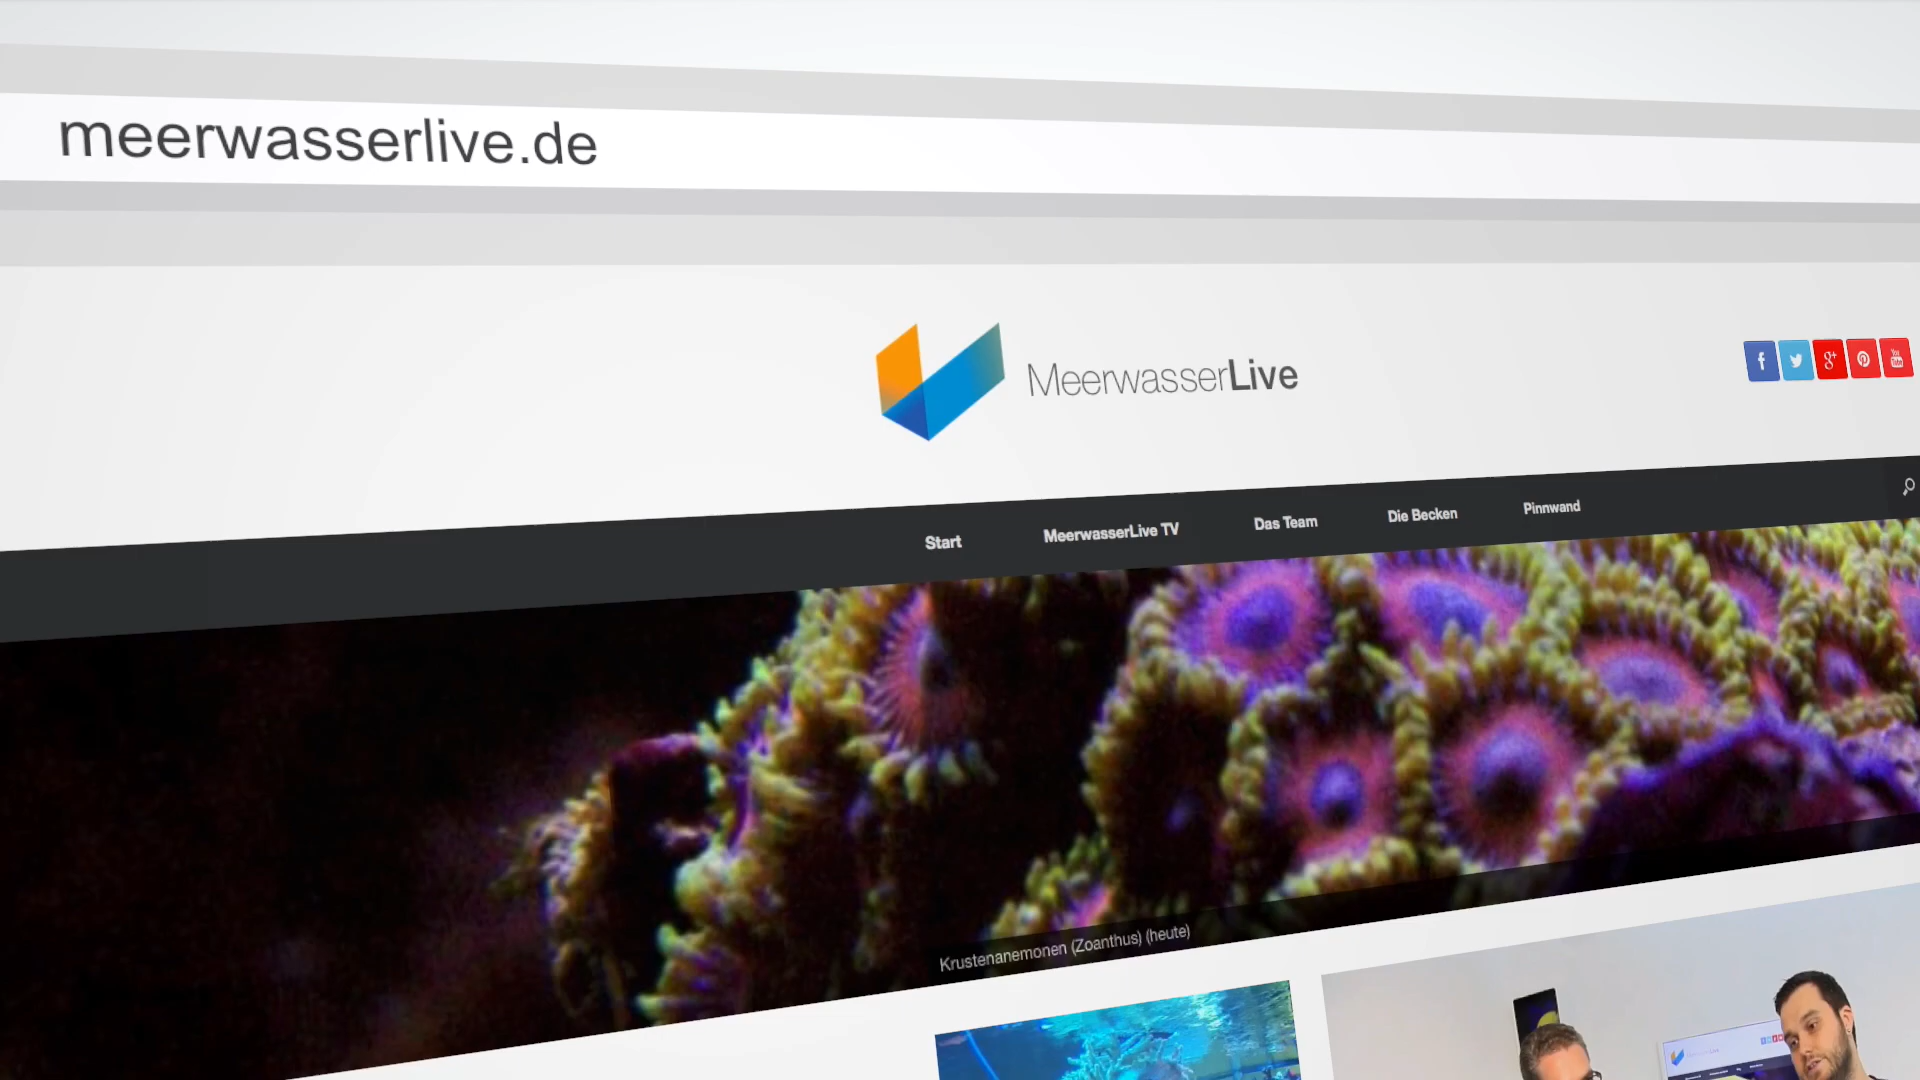 meerwasserlive.de
MeerwasserLive
Start MeerwasserLive TV Das Team Die Becken Pinnwand
Krustenanemonen (Zoanthus) (heute)